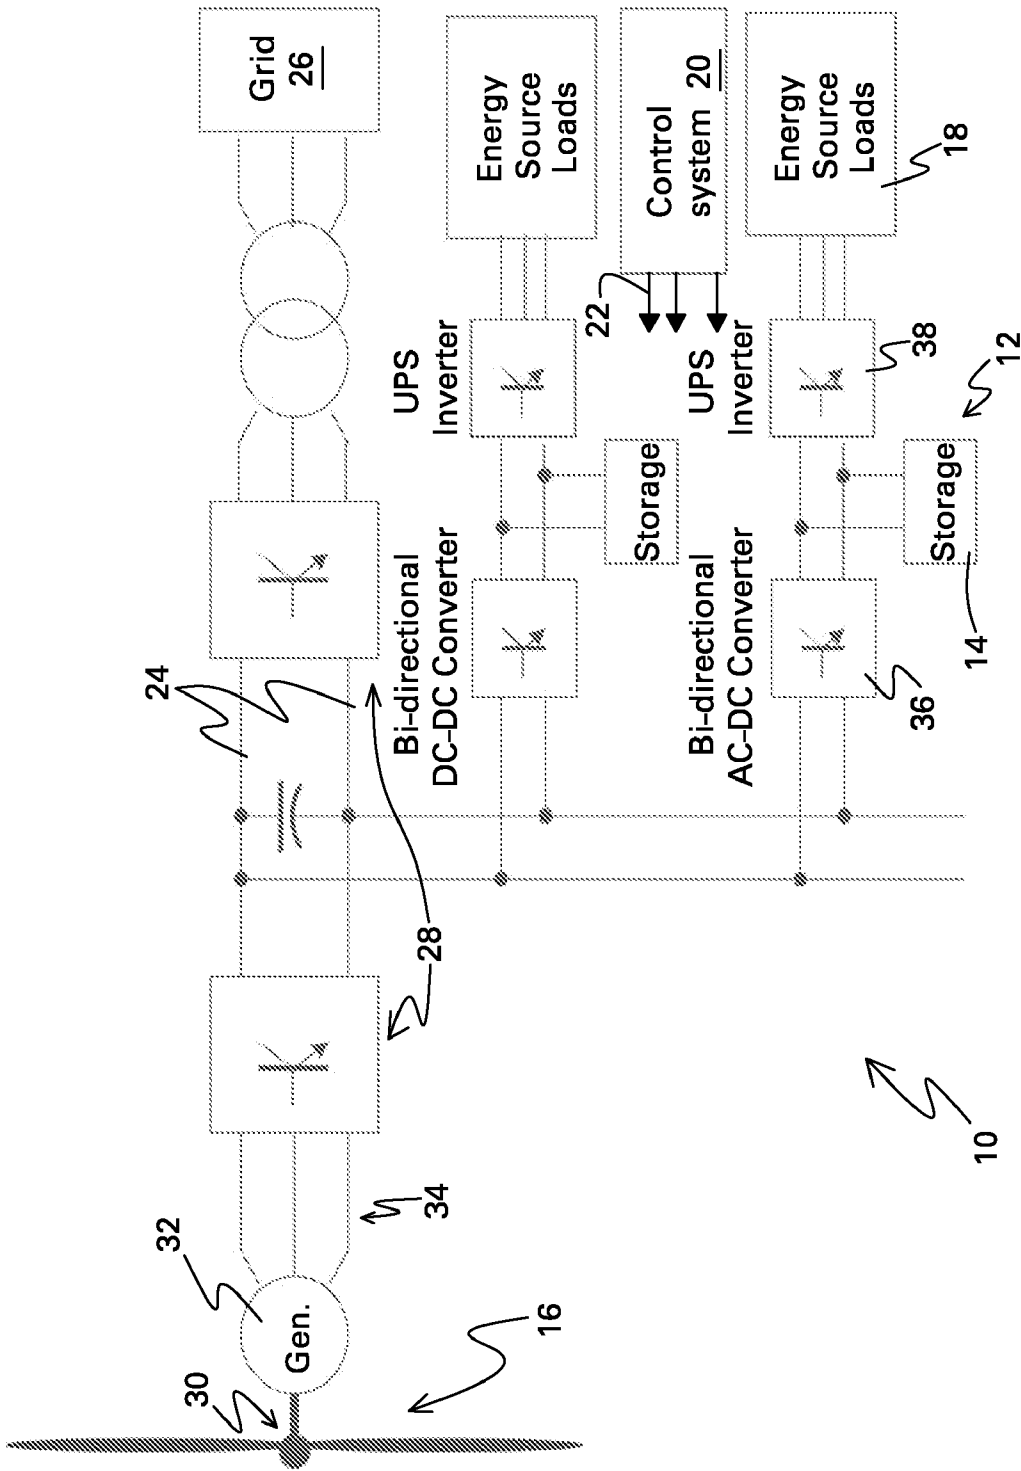 Grid
26
Energy
Source
Loads
Control
system 20
Energy
Source
Loads
18
22
UPS
Inverter
UPS
Inverter
38
12
Storage
Storage
14
24
Bi-directional
DC-DC Converter
Bi-directional
AC-DC Converter
36
28
34
32
Gen.
30
16
10